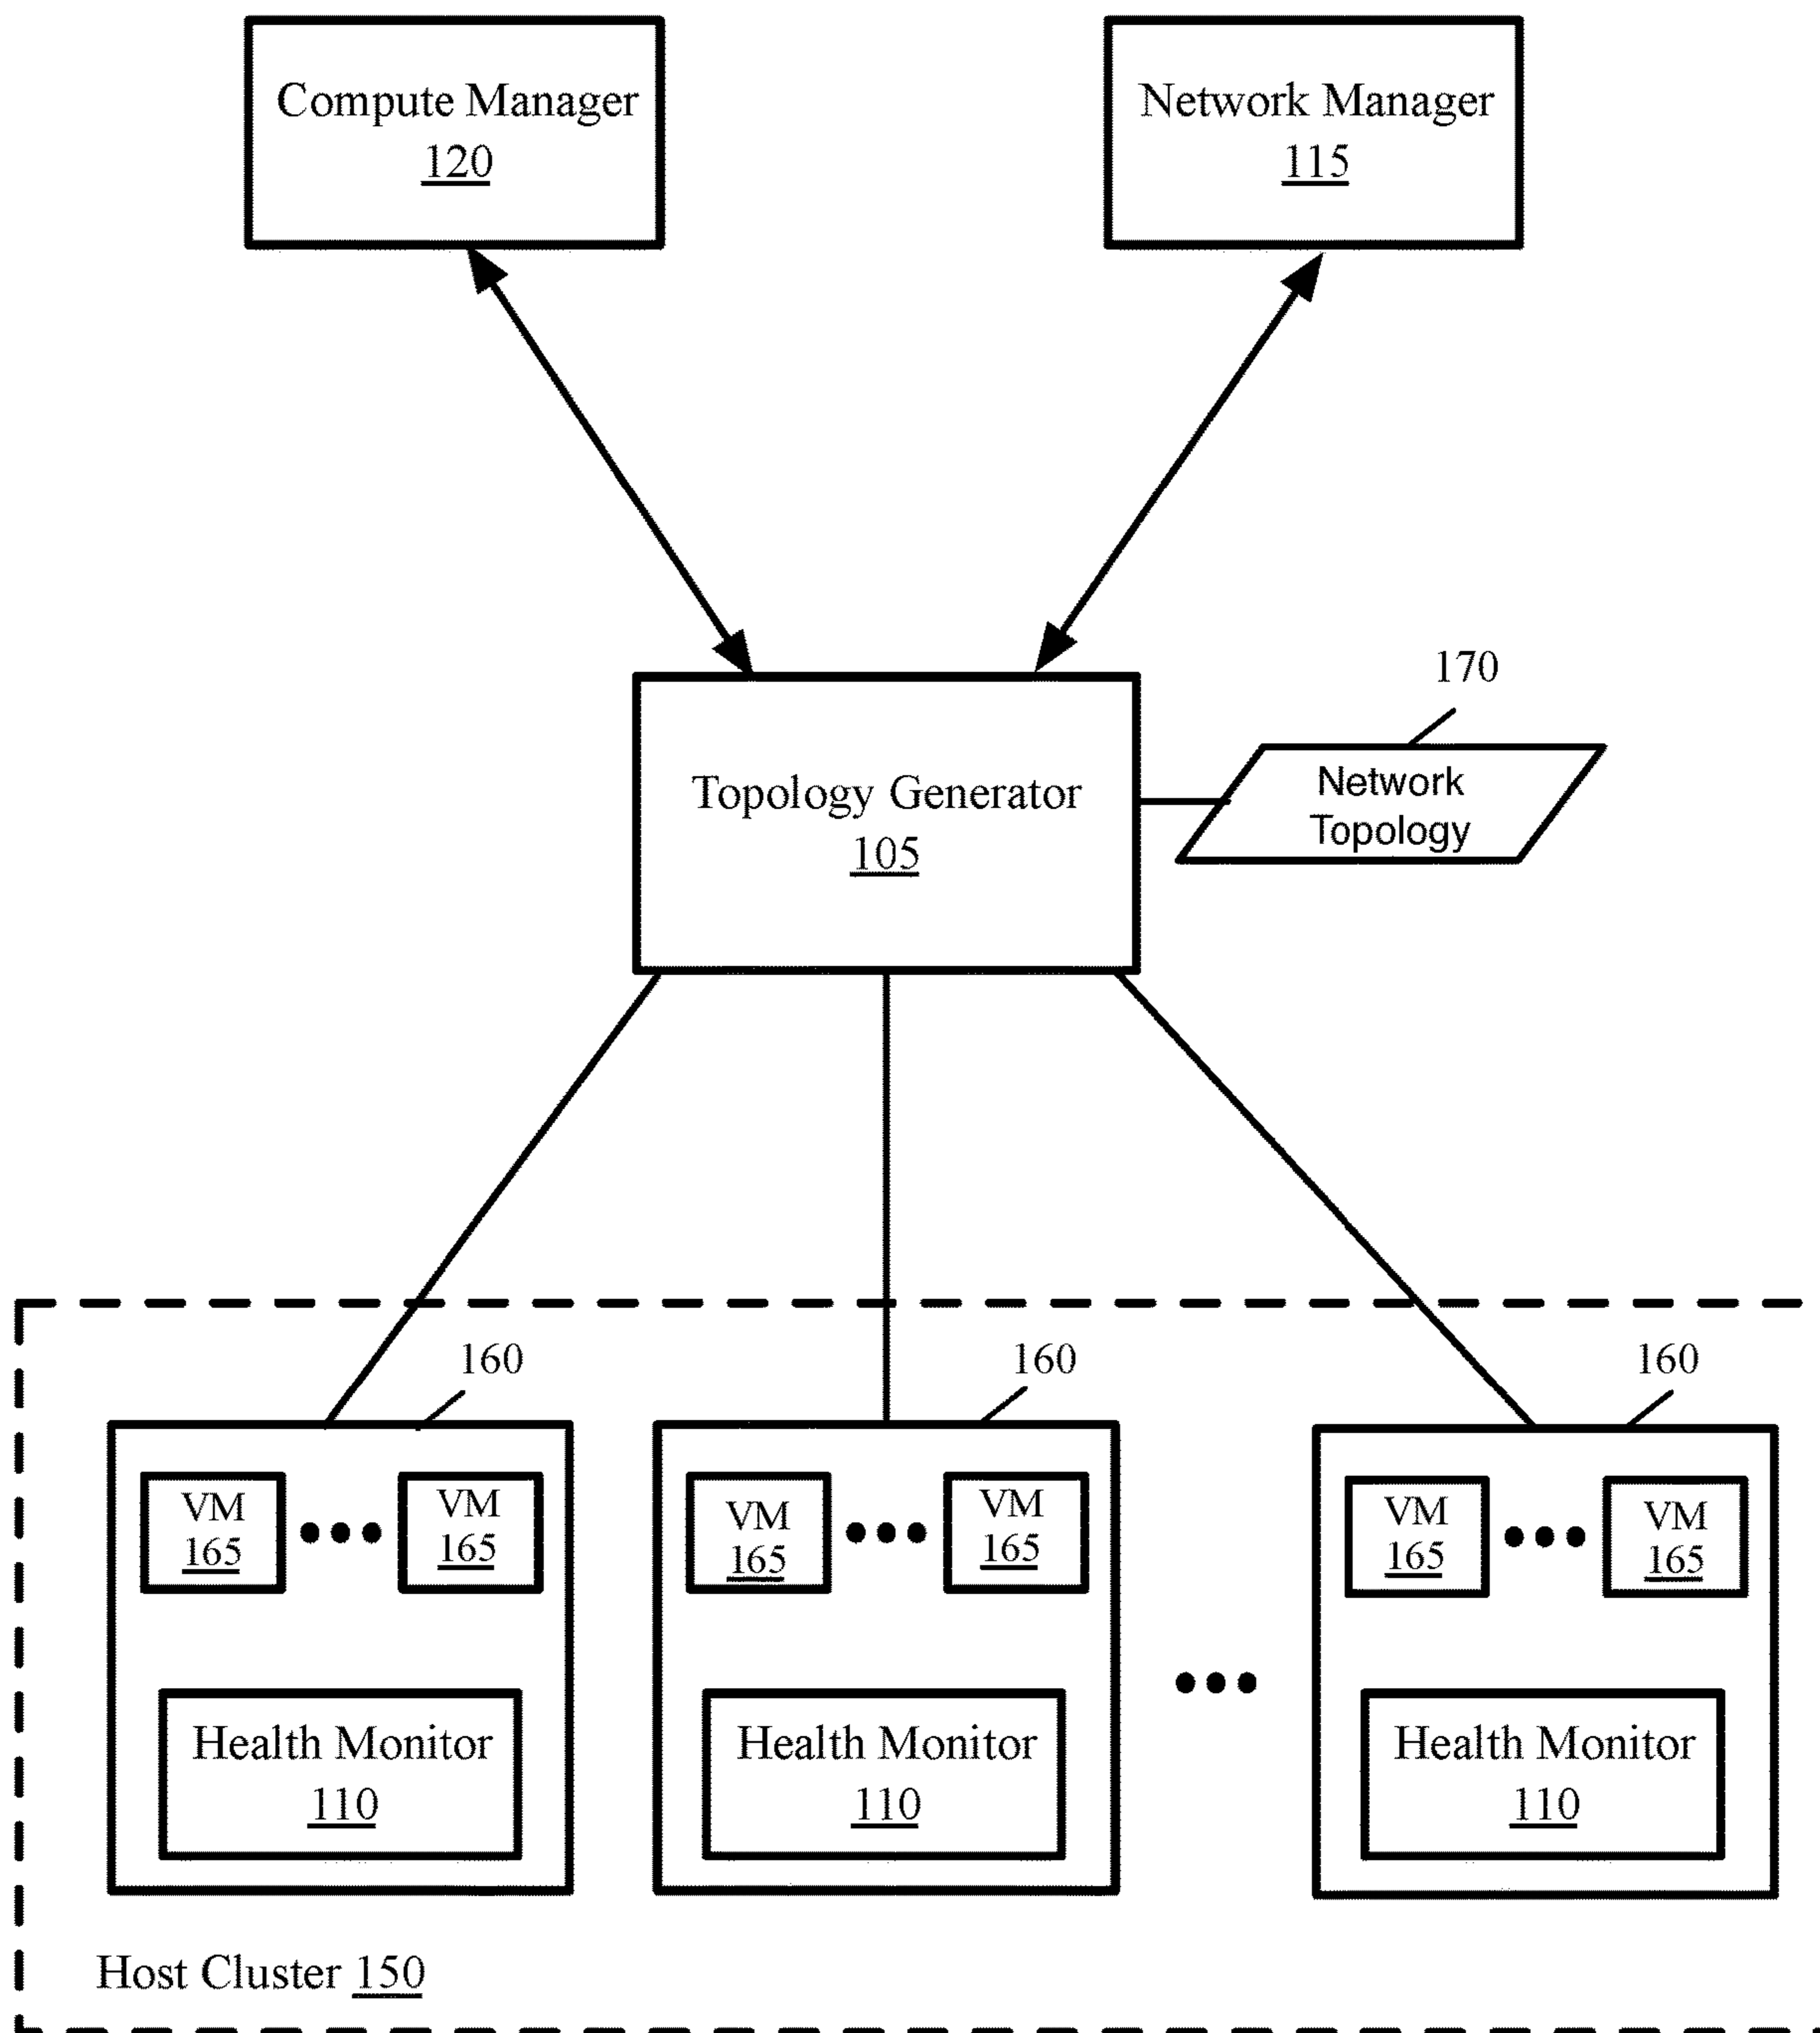 Compute Manager
120
Network Manager
115
170
Topology Generator
105
Network
Topology
160
160
160
VM
165
VM
165
VM
165
VM
165
VM
165
VM
165
Health Monitor
110
Health Monitor
110
Health Monitor
110
Host Cluster 150